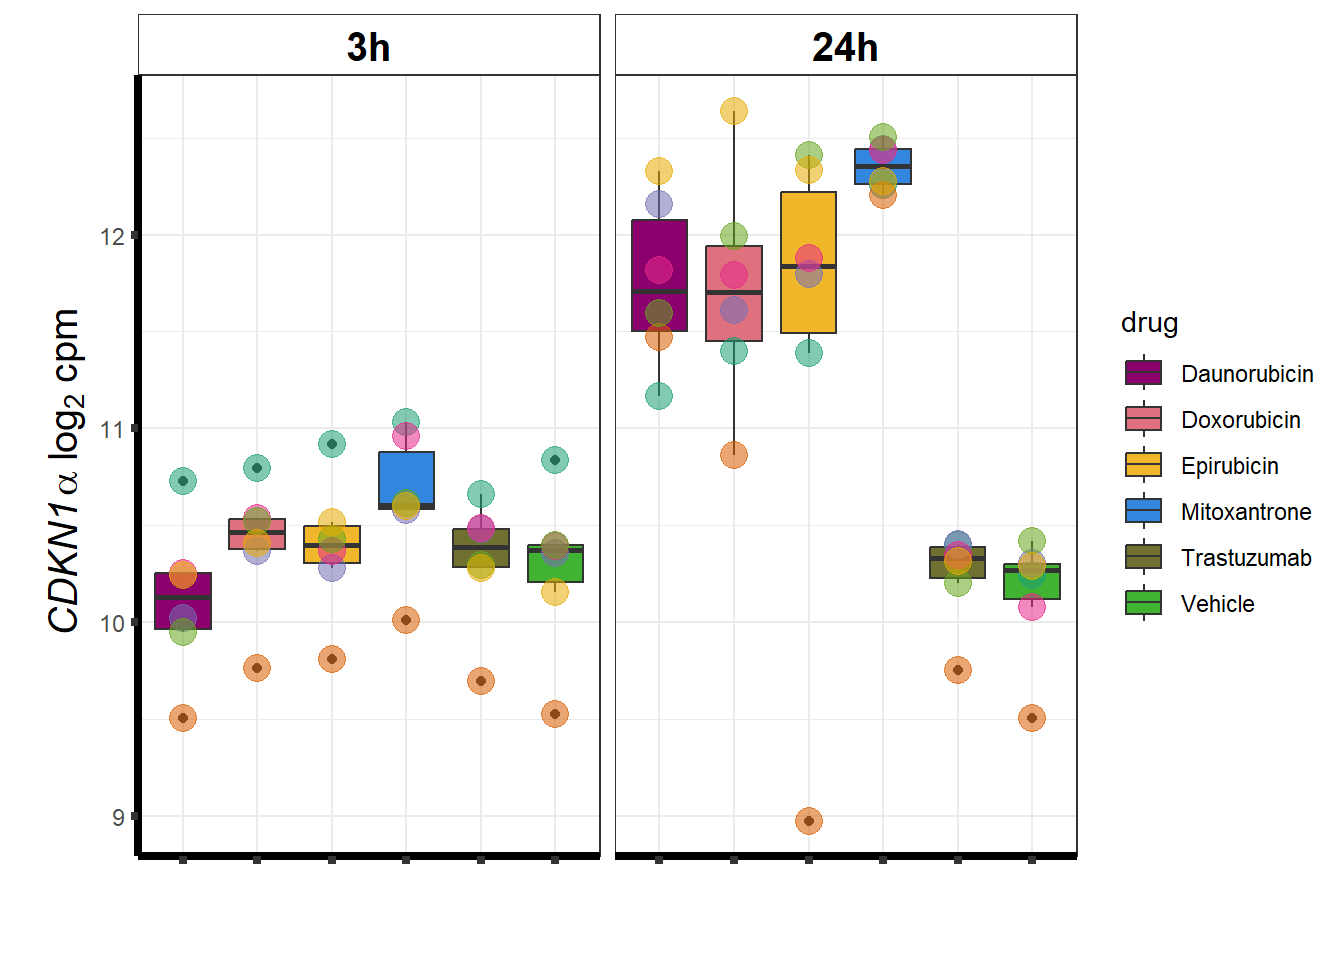 3h
24h
CDKN1α log₂ cpm
12
11
10
9
drug
Daunorubicin
Doxorubicin
Epirubicin
Mitoxantrone
Trastuzumab
Vehicle